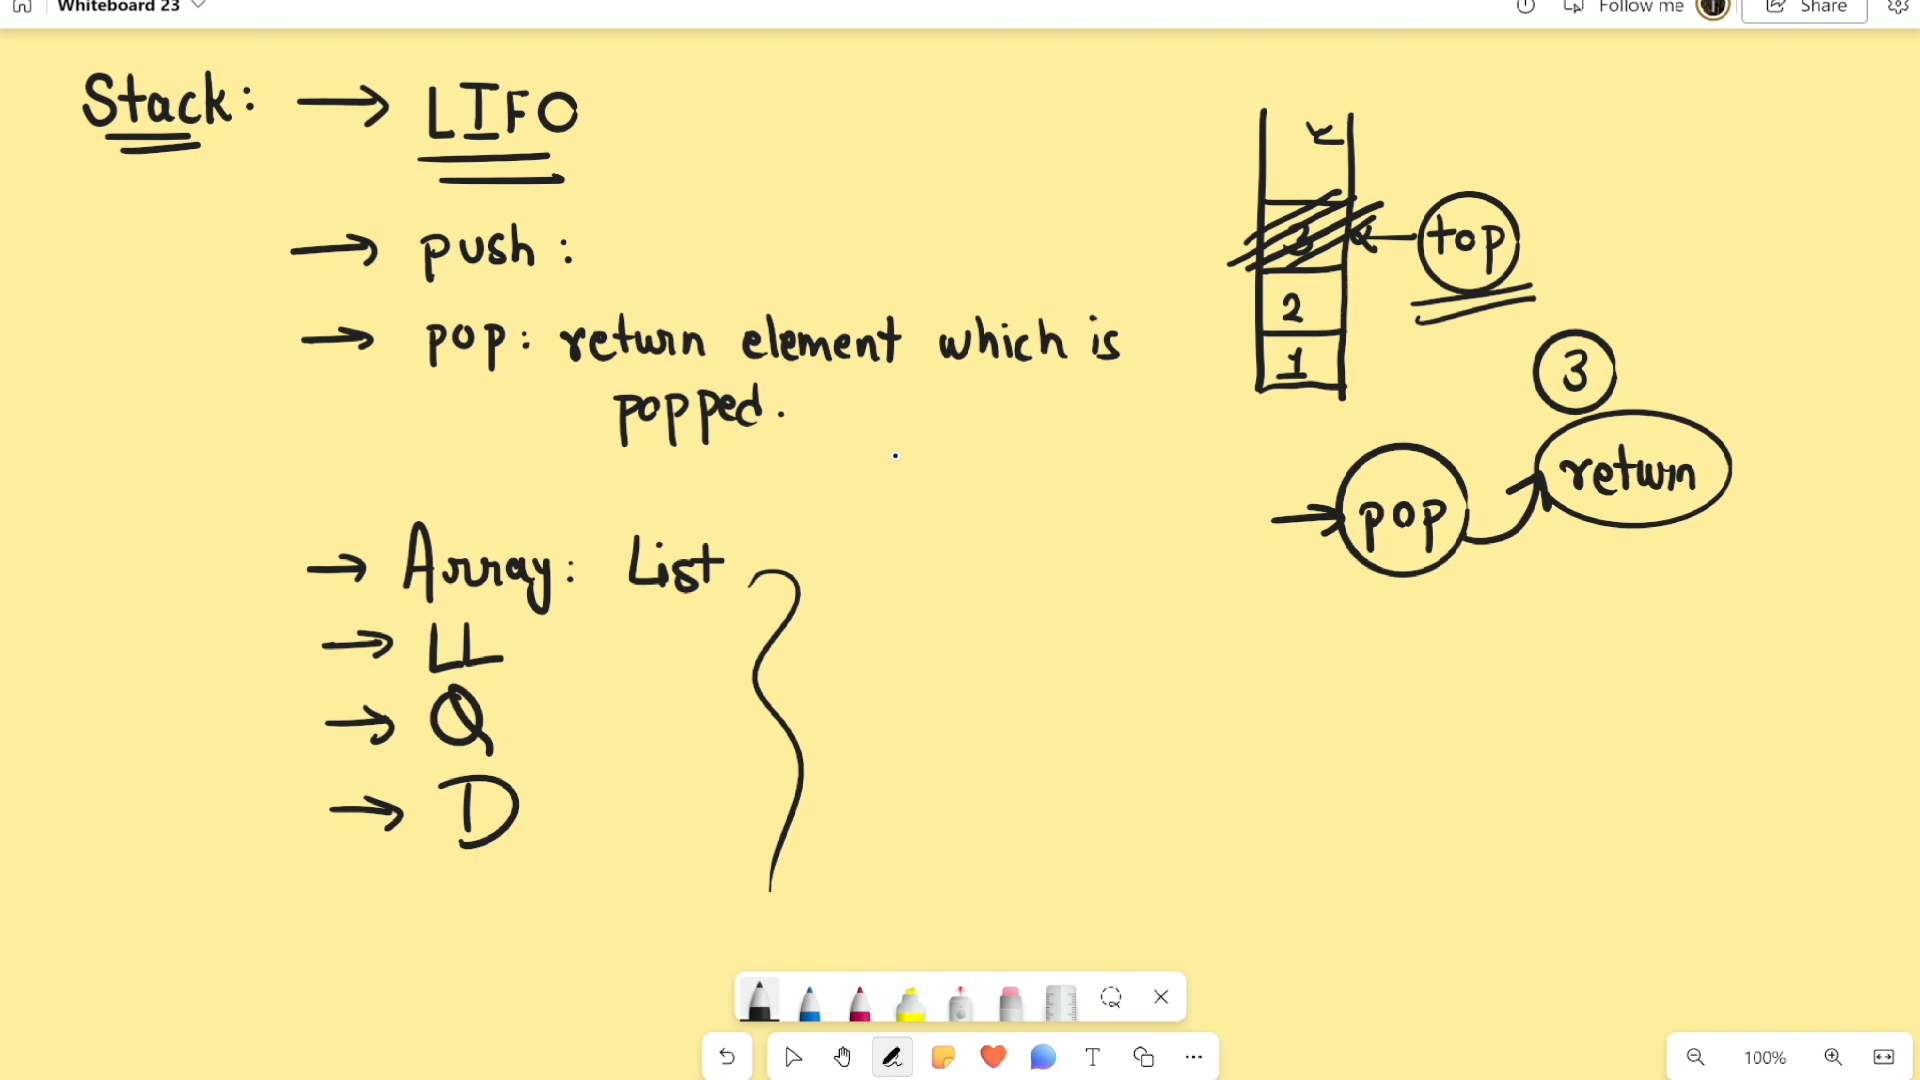 Whiteboard 23
Follow me
Share
Stack: → LIFO
→ push :
→ pop: return element which is
popped.
→ Array: List
→ LL
→ Q
→ D
3
2
1
top
3
return
pop
T
100%